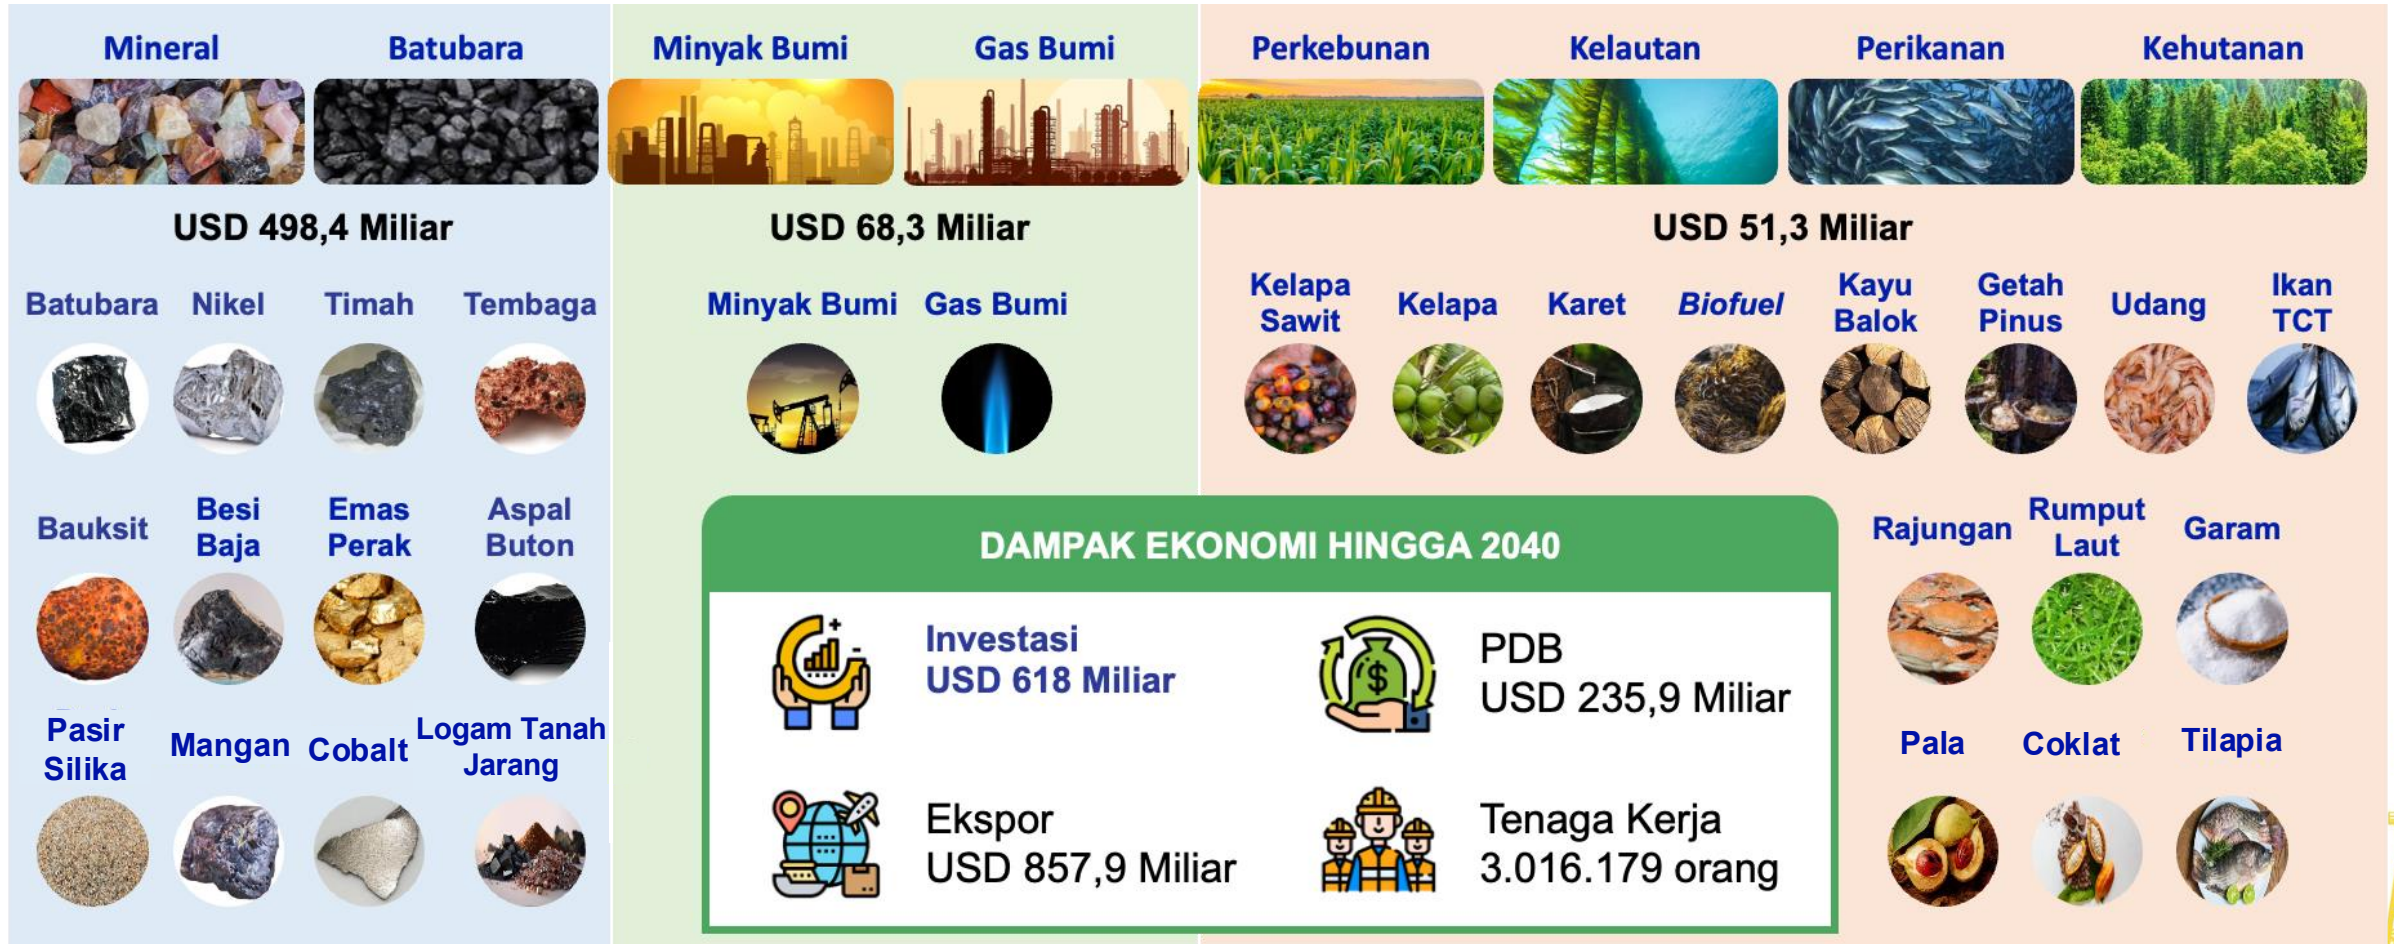 Mineral
Batubara
Minyak Bumi
Gas Bumi
Perkebunan
Kelautan
Perikanan
Kehutanan
USD 498,4 Miliar
USD 68,3 Miliar
USD 51,3 Miliar
Batubara
Nikel
Timah
Tembaga
Minyak Bumi
Gas Bumi
Kelapa
Sawit
Kelapa
Karet
Biofuel
Kayu
Balok
Getah
Pinus
Udang
Ikan
TCT
Bauksit
Besi
Baja
Emas
Perak
Aspal
Buton
Pasir
Silika
Mangan
Cobalt
Logam Tanah
Jarang
DAMPAK EKONOMI HINGGA 2040
Investasi
USD 618 Miliar
PDB
USD 235,9 Miliar
Ekspor
USD 857,9 Miliar
Tenaga Kerja
3.016.179 orang
Rajungan
Rumput
Laut
Garam
Pala
Coklat
Tilapia